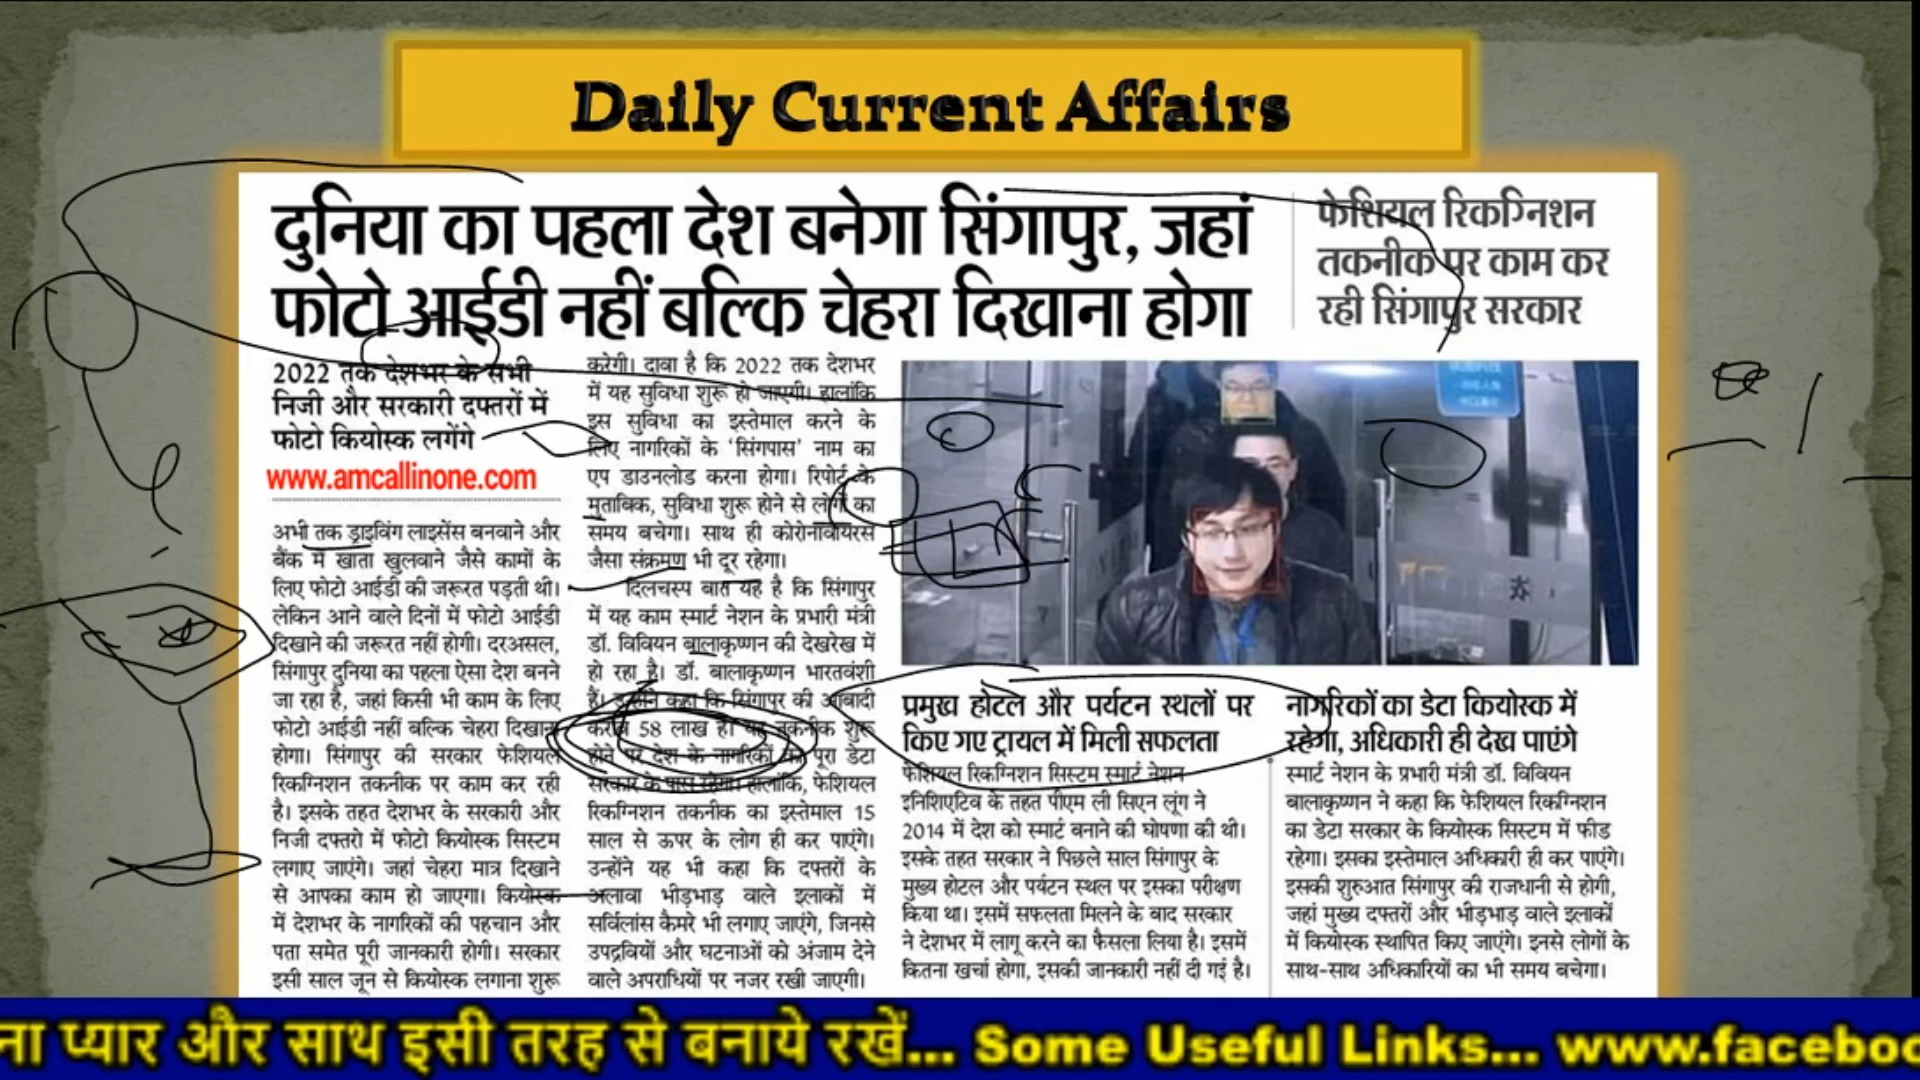 Daily Current Affairs
दुनिया का पहला देश बनेगा सिंगापुर, जहां
फोटो आईडी नहीं बल्कि चेहरा दिखाना होगा
फेशियल रिकग्निशन
तकनीक पर काम कर
रही सिंगापुर सरकार
2022 तक देशभर के सभी
निजी और सरकारी दफ्तरों में
फोटो कियोस्क लगेंगे
www.amcallinone.com
अभी तक ड्राइविंग लाइसेंस बनवाने और
बैंक में खाता खुलवाने जैसे कामों के
लिए फोटो आईडी की जरूरत पड़ती थी।
लेकिन आने वाले दिनों में फोटो आईडी
दिखाने की जरूरत नहीं होगी। दरअसल,
सिंगापुर दुनिया का पहला ऐसा देश बनने
जा रहा है, जहां किसी भी काम के लिए
फोटो आईडी नहीं बल्कि चेहरा दिखाना
होगा। सिंगापुर की सरकार फेशियल
रिकग्निशन तकनीक पर काम कर रही
है। इसके तहत देशभर के सरकारी और
निजी दफ्तरो में फोटो कियोस्क सिस्टम
लगाए जाएंगे। जहां चेहरा मात्र दिखाने
से आपका काम हो जाएगा। कियोस्क
में देशभर के नागरिकों की पहचान और
पता समेत पूरी जानकारी होगी। सरकार
इसी साल जून से कियोस्क लगाना शुरू
करेगी। दावा है कि 2022 तक देशभर
में यह सुविधा शुरू हो जाएगी। हालांकि
इस सुविधा का इस्तेमाल करने के
लिए नागरिकों के ‘सिंगपास’ नाम का
एप डाउनलोड करना होगा। रिपोर्ट के
मुताबिक, सुविधा शुरू होने से लोगों का
समय बचेगा। साथ ही कोरोनावायरस
जैसा संक्रमण भी दूर रहेगा।
दिलचस्प बात यह है कि सिंगापुर
में यह काम स्मार्ट नेशन के प्रभारी मंत्री
डॉ. विवियन बालाकृष्णन की देखरेख में
हो रहा है। डॉ. बालाकृष्णन भारतवंशी
हैं। उन्होंने कहा कि सिंगापुर की आबादी
करीब 58 लाख है। यह तकनीक शुरू
होने पर देश के नागरिकों का पूरा डेटा
सरकार के पास रहेगा। हालांकि, फेशियल
रिकग्निशन तकनीक का इस्तेमाल 15
साल से ऊपर के लोग ही कर पाएंगे।
उन्होंने यह भी कहा कि दफ्तरों के
अलावा भीड़भाड़ वाले इलाकों में
सर्विलांस कैमरे भी लगाए जाएंगे, जिनसे
उपद्रवियों और घटनाओं को अंजाम देने
वाले अपराधियों पर नजर रखी जाएगी।
प्रमुख होटल और पर्यटन स्थलों पर
किए गए ट्रायल में मिली सफलता
फेशियल रिकग्निशन सिस्टम स्मार्ट नेशन
इनिशिएटिव के तहत पीएम ली सिएन लूंग ने
2014 में देश को स्मार्ट बनाने की घोषणा की थी।
इसके तहत सरकार ने पिछले साल सिंगापुर के
मुख्य होटल और पर्यटन स्थल पर इसका परीक्षण
किया था। इसमें सफलता मिलने के बाद सरकार
ने देशभर में लागू करने का फैसला लिया है। इसमें
कितना खर्चा होगा, इसकी जानकारी नहीं दी गई है।
नागरिकों का डेटा कियोस्क में
रहेगा, अधिकारी ही देख पाएंगे
स्मार्ट नेशन के प्रभारी मंत्री डॉ. विवियन
बालाकृष्णन ने कहा कि फेशियल रिकग्निशन
का डेटा सरकार के कियोस्क सिस्टम में फीड
रहेगा। इसका इस्तेमाल अधिकारी ही कर पाएंगे।
इसकी शुरुआत सिंगापुर की राजधानी से होगी,
जहां मुख्य दफ्तरों और भीड़भाड़ वाले इलाकों
में कियोस्क स्थापित किए जाएंगे। इनसे लोगों के
साथ-साथ अधिकारियों का भी समय बचेगा।
ना प्यार और साथ इसी तरह से बनाये रखें... Some Useful Links... www.faceboo